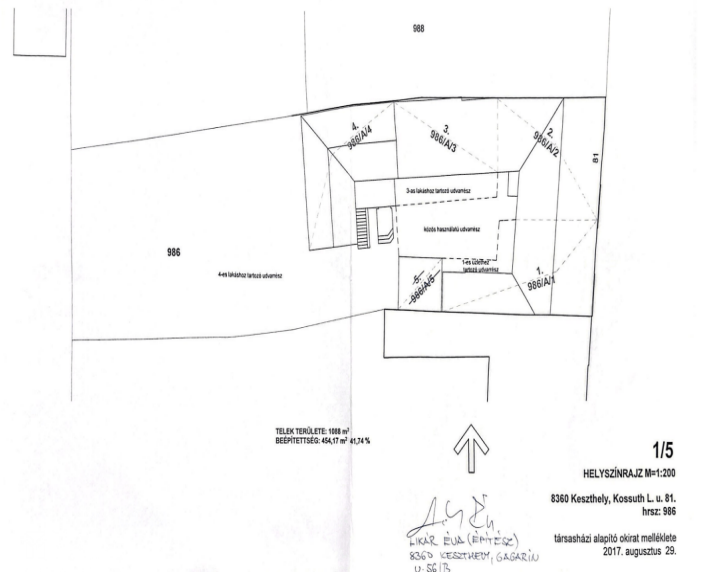 988
4.
986/A/4
3.
986/A/3
2.
986/A/2
81
3-as lakáshoz tartozó udvarrész
közös használatú udvarrész
986
4-es lakáshoz tartozó udvarrész
1-es üzlethez
tartozó udvarrész
5.
986/A/5
1.
986/A/1
TELEK TERÜLETE: 1088 m²
BEÉPÍTETTSÉG: 454,17 m² 41,74 %
1/5
HELYSZÍNRAJZ M=1:200
8360 Keszthely, Kossuth L. u. 81.
hrsz: 986
társasházi alapító okirat melléklete
2017. augusztus 29.
LIKÁR ÉVA (ÉPÍTÉSZ)
8360 KESZTHELY, GAGARIN
U. 56/B